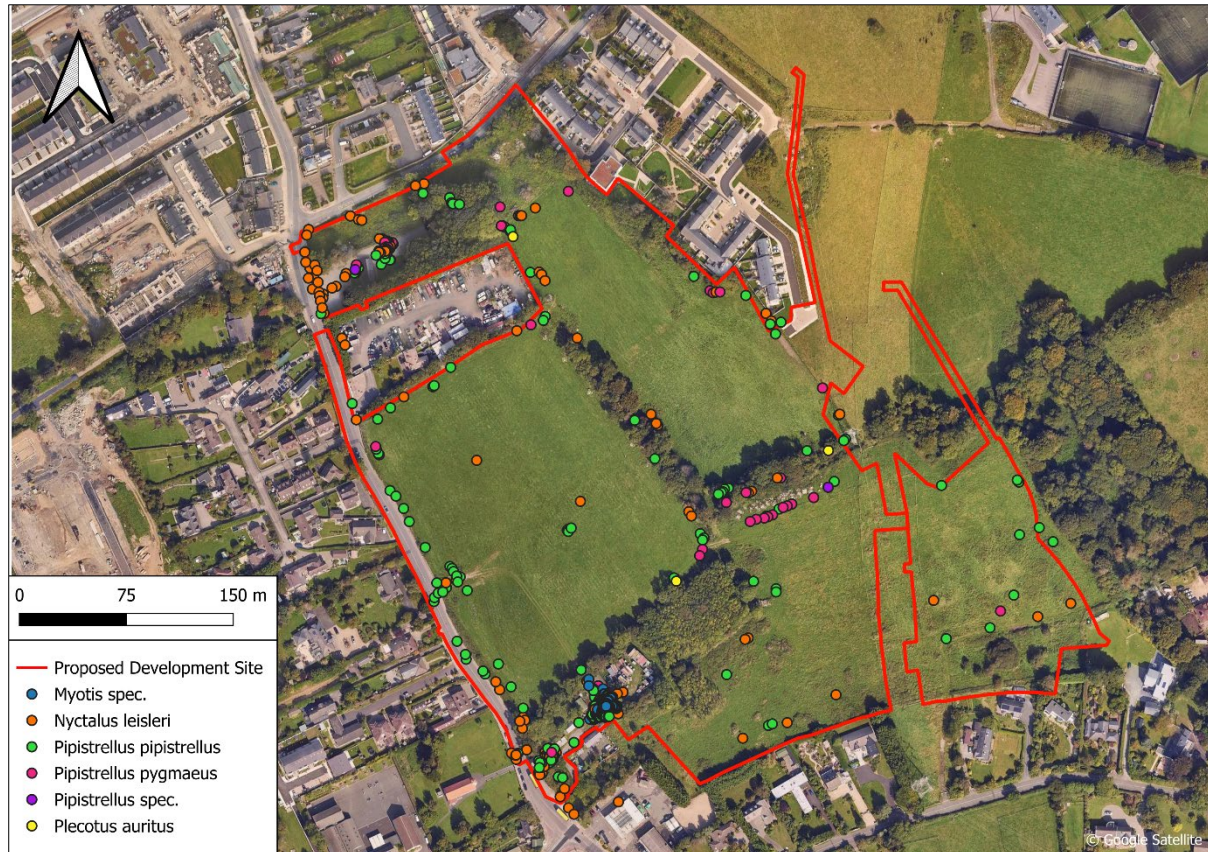 0 75 150 m
Proposed Development Site
Myotis spec.
Nyctalus leisleri
Pipistrellus pipistrellus
Pipistrellus pygmaeus
Pipistrellus spec.
Plecotus auritus
© Google Satellite